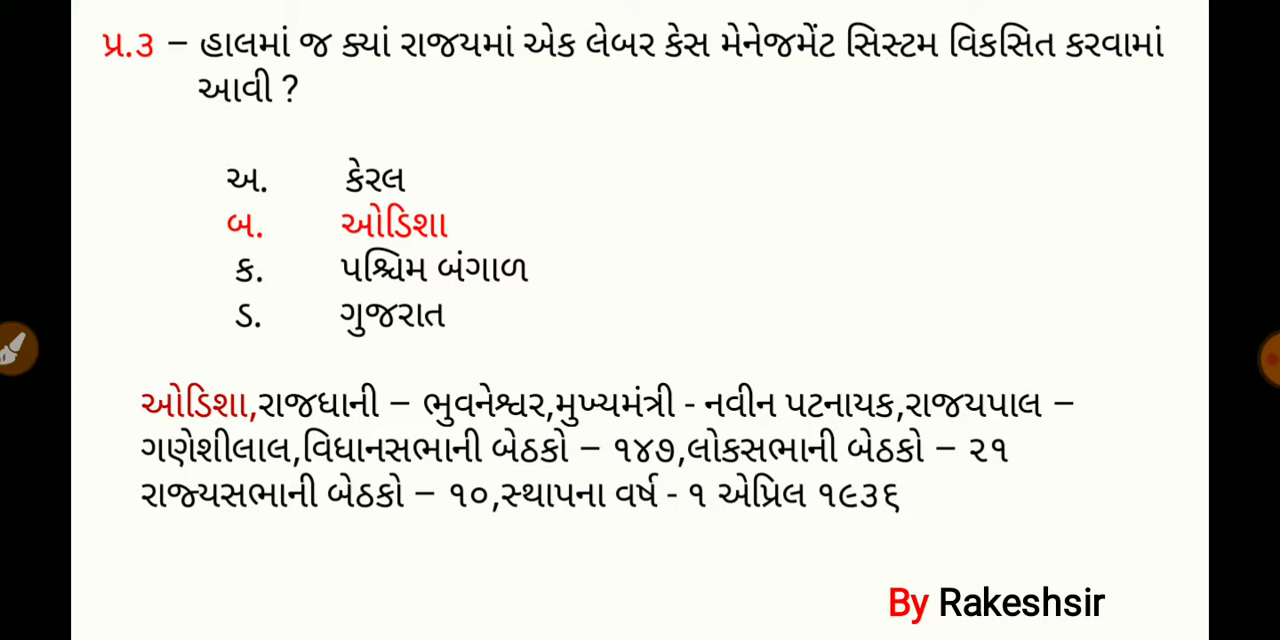 પ્ર.૩ – હાલમાં જ ક્યાં રાજયમાં એક લેબર કેસ મેનેજમેંટ સિસ્ટમ વિકસિત કરવામાં
આવી ?
અ. કેરલ
બ. ઓડિશા
ક. પશ્ચિમ બંગાળ
ડ. ગુજરાત
ઓડિશા,રાજધાની – ભુવનેશ્વર,મુખ્યમંત્રી - નવીન પટનાયક,રાજયપાલ –
ગણેશીલાલ,વિધાનસભાની બેઠકો – ૧૪૭,લોકસભાની બેઠકો – ૨૧
રાજ્યસભાની બેઠકો – ૧૦,સ્થાપના વર્ષ - ૧ એપ્રિલ ૧૯૩૬
By Rakeshsir